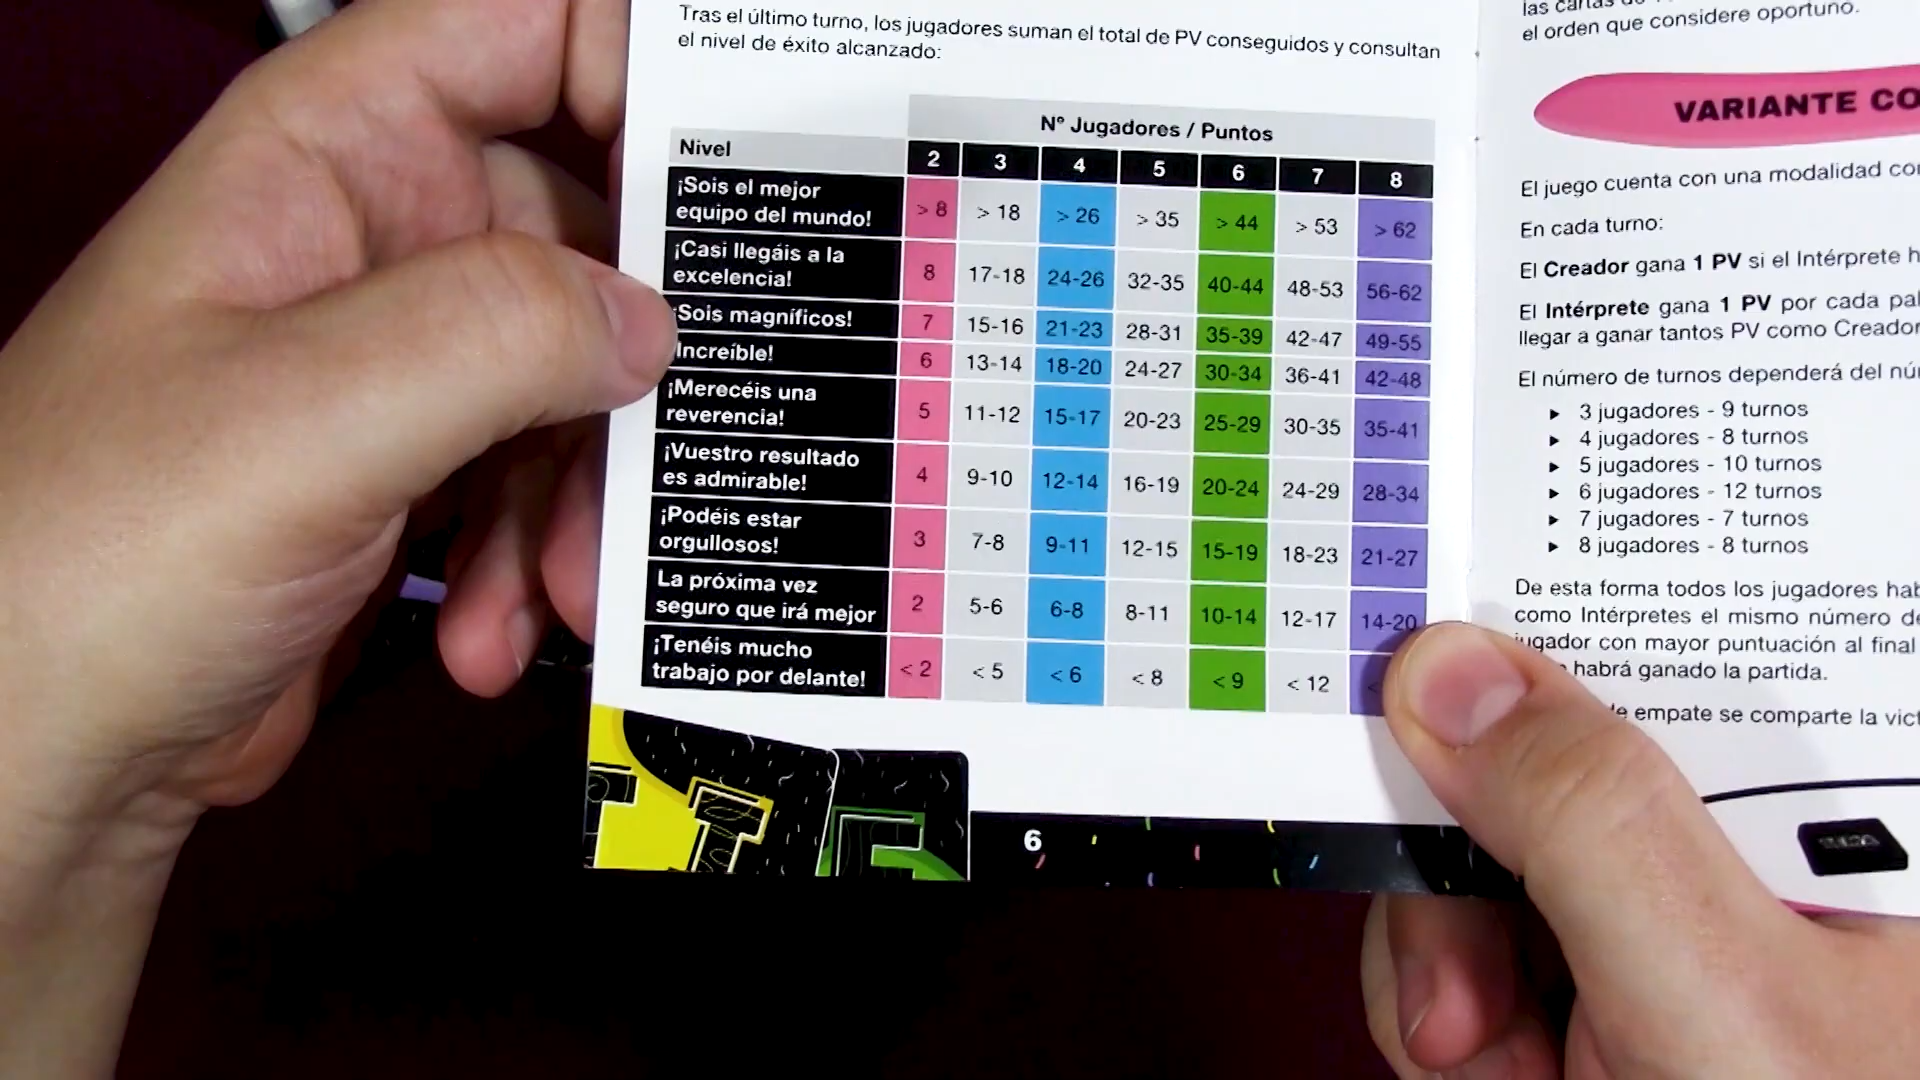 Tras el último turno, los jugadores suman el total de PV conseguidos y consultan
el nivel de éxito alcanzado:
Nº Jugadores / Puntos
Nivel 2 3 4 5 6 7 8
¡Sois el mejor
equipo del mundo! > 8 > 18 > 26 > 35 > 44 > 53 > 62
¡Casi llegáis a la
excelencia! 8 17-18 24-26 32-35 40-44 48-53 56-62
¡Sois magníficos! 7 15-16 21-23 28-31 35-39 42-47 49-55
Increíble! 6 13-14 18-20 24-27 30-34 36-41 42-48
¡Merecéis una
reverencia! 5 11-12 15-17 20-23 25-29 30-35 35-41
¡Vuestro resultado
es admirable! 4 9-10 12-14 16-19 20-24 24-29 28-34
¡Podéis estar
orgullosos! 3 7-8 9-11 12-15 15-19 18-23 21-27
La próxima vez
seguro que irá mejor 2 5-6 6-8 8-11 10-14 12-17 14-20
¡Tenéis mucho
trabajo por delante! < 2 < 5 < 6 < 8 < 9 < 12 <
6
las cartas de
el orden que considere oportuno.
VARIANTE CO
El juego cuenta con una modalidad co
En cada turno:
El Creador gana 1 PV si el Intérprete h
El Intérprete gana 1 PV por cada pal
llegar a ganar tantos PV como Creador
El número de turnos dependerá del nú
▸ 3 jugadores - 9 turnos
▸ 4 jugadores - 8 turnos
▸ 5 jugadores - 10 turnos
▸ 6 jugadores - 12 turnos
▸ 7 jugadores - 7 turnos
▸ 8 jugadores - 8 turnos
De esta forma todos los jugadores hab
como Intérpretes el mismo número de
jugador con mayor puntuación al final
habrá ganado la partida.
de empate se comparte la vict